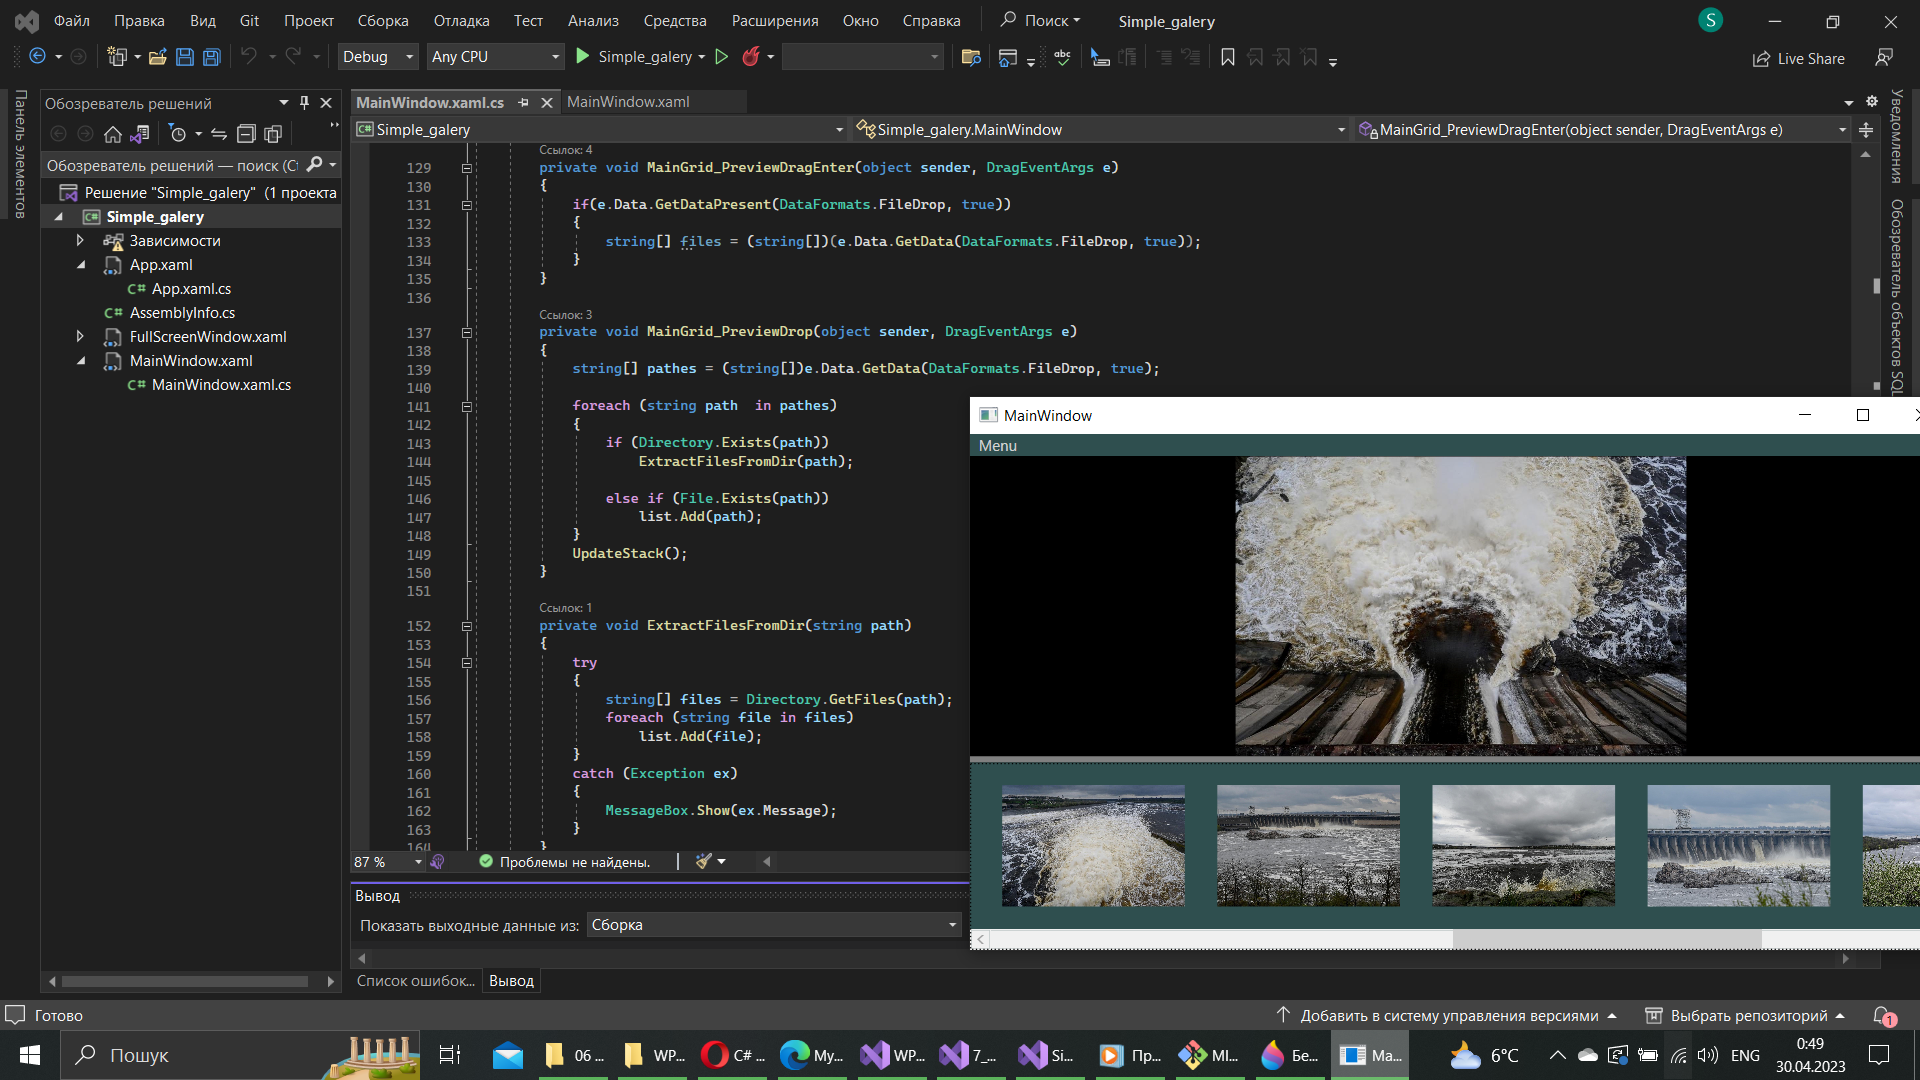 Файл Правка Вид Git Проект Сборка Отладка Тест Анализ Средства Расширения Окно Справка Поиск Simple_galery S
Debug Any CPU Simple_galery abc Live Share
Панель элементов
Обозреватель решений
Обозреватель решений — поиск (Ct
Решение "Simple_galery" (1 проекта
Simple_galery
Зависимости
App.xaml
C# App.xaml.cs
C# AssemblyInfo.cs
FullScreenWindow.xaml
MainWindow.xaml
C# MainWindow.xaml.cs
MainWindow.xaml.cs MainWindow.xaml
C# Simple_galery Simple_galery.MainWindow MainGrid_PreviewDragEnter(object sender, DragEventArgs e)
Ссылок: 4
129 private void MainGrid_PreviewDragEnter(object sender, DragEventArgs e)
130 {
131 if(e.Data.GetDataPresent(DataFormats.FileDrop, true))
132 {
133 string[] files = (string[])(e.Data.GetData(DataFormats.FileDrop, true));
134 }
135 }
136
Ссылок: 3
137 private void MainGrid_PreviewDrop(object sender, DragEventArgs e)
138 {
139 string[] pathes = (string[])e.Data.GetData(DataFormats.FileDrop, true);
140
141 foreach (string path  in pathes)
142 {
143 if (Directory.Exists(path))
144 ExtractFilesFromDir(path);
145
146 else if (File.Exists(path))
147 list.Add(path);
148 }
149 UpdateStack();
150 }
151
Ссылок: 1
152 private void ExtractFilesFromDir(string path)
153 {
154 try
155 {
156 string[] files = Directory.GetFiles(path);
157 foreach (string file in files)
158 list.Add(file);
159 }
160 catch (Exception ex)
161 {
162 MessageBox.Show(ex.Message);
163 }
164 }
87 % Проблемы не найдены.
Вывод
Показать выходные данные из: Сборка
Список ошибок... Вывод
MainWindow
Menu
Уведомления
Обозреватель объектов SQL
Готово Добавить в систему управления версиями Выбрать репозиторий 1
Пошук 06 ... WP... C# ... My... WP... 7_... Si... Пр... MI... Бе... Ma... 6°C ENG 0:49
30.04.2023